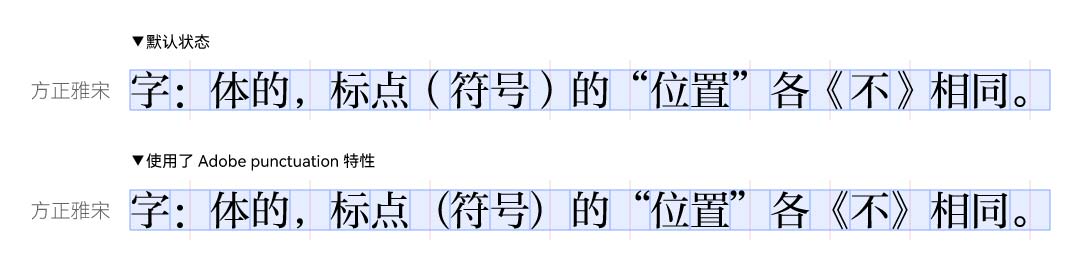 ▼默认状态
方正雅宋 字：体的，标点（符号）的“位置”各《不》相同。
▼使用了 Adobe punctuation 特性
方正雅宋 字：体的，标点（符号）的“位置”各《不》相同。